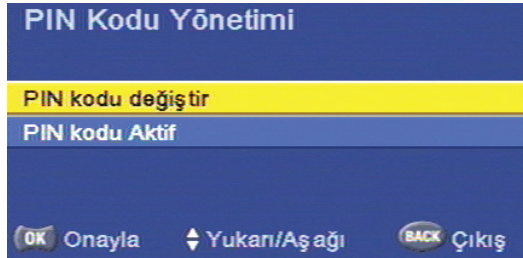 PIN Kodu Yönetimi
PIN kodu değiştir
PIN kodu Aktif
OK Onayla Yukarı/Aşağı BACK Çıkış